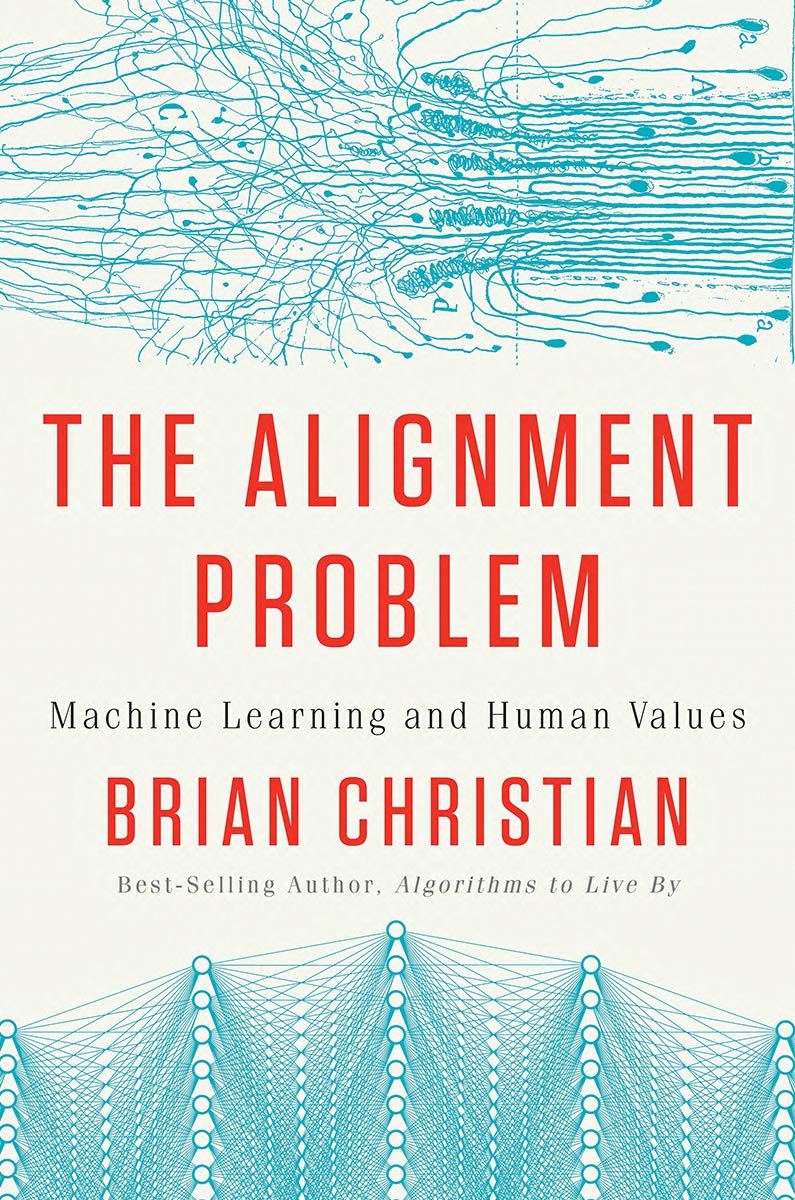 a
A
C
b
P
a
THE ALIGNMENT
PROBLEM
Machine Learning and Human Values
BRIAN CHRISTIAN
Best-Selling Author, Algorithms to Live By